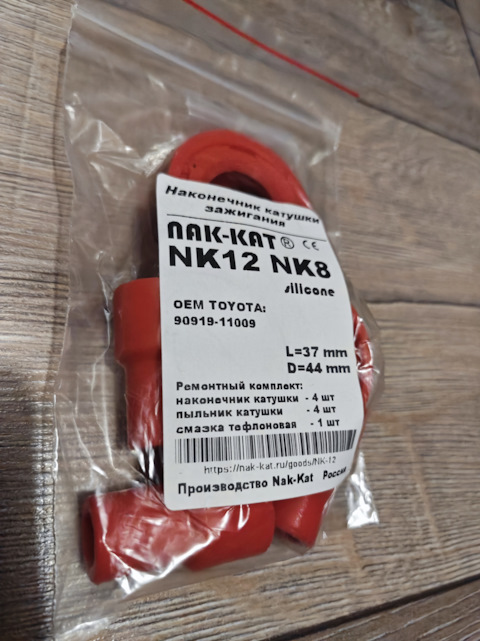 Наконечник катушки
зажигания
NAK-KAT ® CE
NK12 NK8
silicone
OEM TOYOTA:
90919-11009
L=37 mm
D=44 mm
Ремонтный комплект:
наконечник катушки - 4 шт
пыльник катушки - 4 шт
смазка тефлоновая - 1 шт
https://nak-kat.ru/goods/NK-12
Производство Nak-Kat Россия